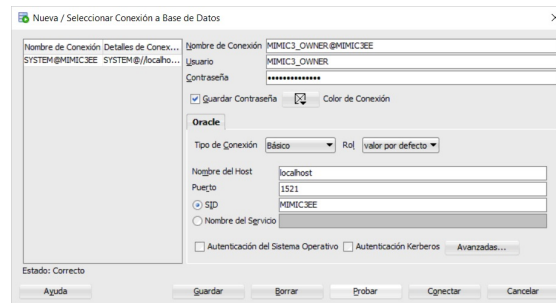 Nueva / Seleccionar Conexión a Base de Datos
Nombre de Conexión Detalles de Conex...
SYSTEM@MIMIC3EE SYSTEM@//localho...
Nombre de Conexión MIMIC3_OWNER@MIMIC3EE
Usuario MIMIC3_OWNER
Contraseña ••••••••••••••
Guardar Contraseña Color de Conexión
Oracle
Tipo de Conexión Básico Rol valor por defecto
Nombre del Host localhost
Puerto 1521
SID MIMIC3EE
Nombre del Servicio
Autenticación del Sistema Operativo Autenticación Kerberos Avanzadas...
Estado: Correcto
Ayuda Guardar Borrar Probar Conectar Cancelar